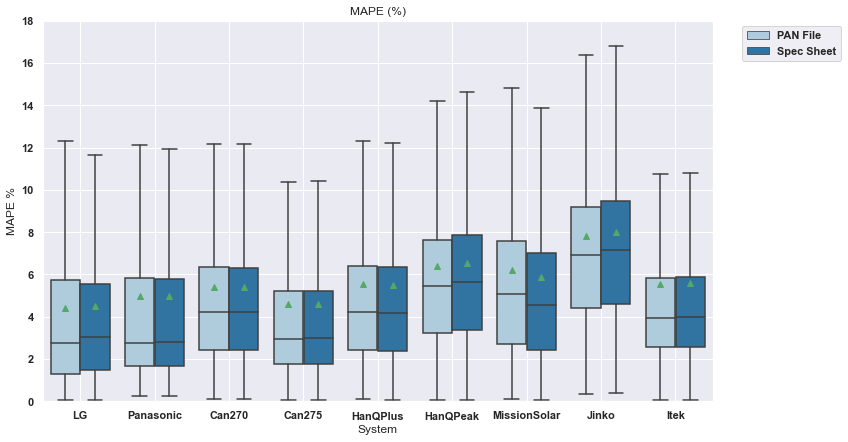 MAPE (%)
PAN File
Spec Sheet
MAPE %
18
16
14
12
10
8
6
4
2
0
LG Panasonic Can270 Can275 HanQPlus HanQPeak MissionSolar Jinko Itek
System